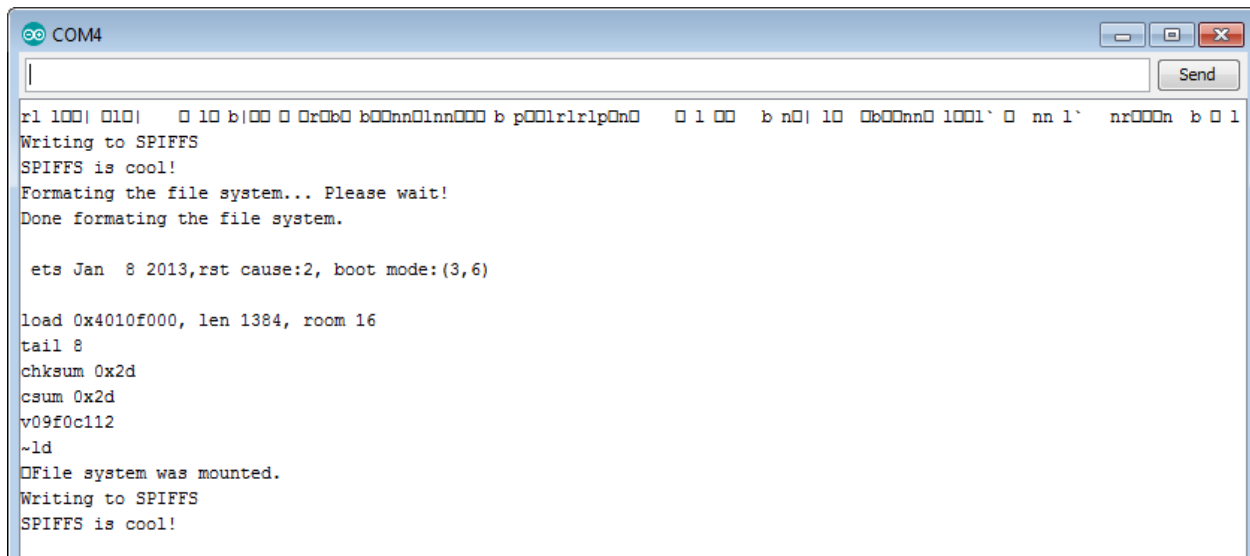 COM4
Send
Writing to SPIFFS
SPIFFS is cool!
Formating the file system... Please wait!
Done formating the file system.
ets Jan  8 2013,rst cause:2, boot mode:(3,6)
load 0x4010f000, len 1384, room 16
tail 8
chksum 0x2d
csum 0x2d
v09f0c112
~ld
File system was mounted.
Writing to SPIFFS
SPIFFS is cool!